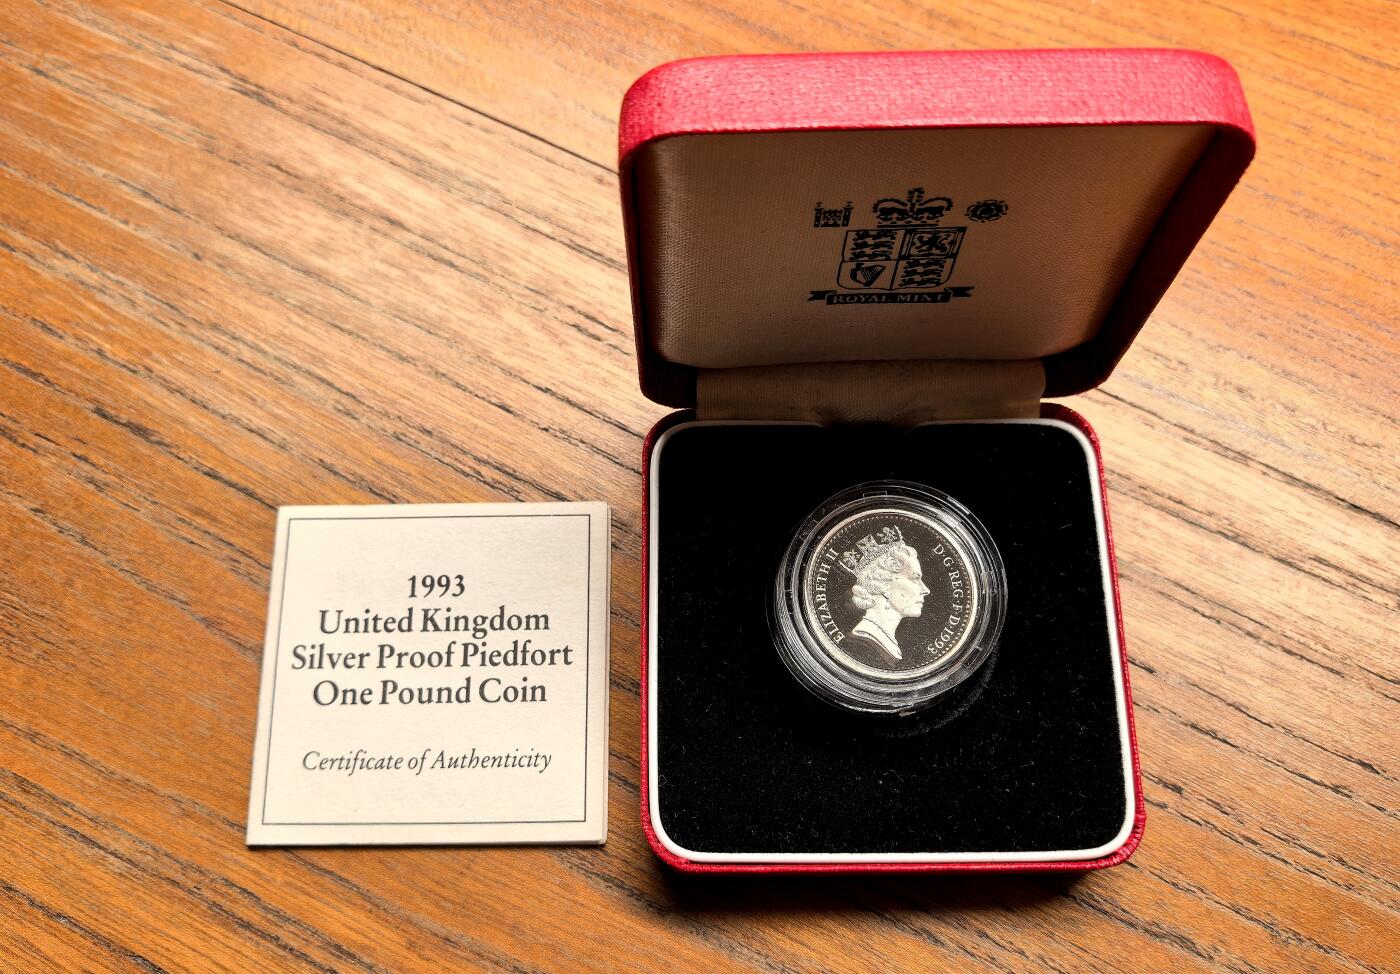 1993
United Kingdom
Silver Proof Piedfort
One Pound Coin
Certificate of Authenticity
ROYAL MINT
ELIZABETH II
D·G·REG·F·D·1993